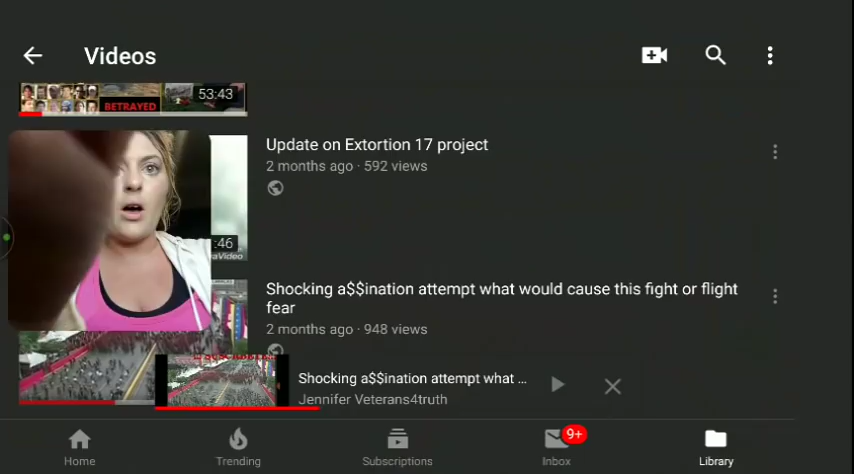 Videos
BETRAYED
53:43
Update on Extortion 17 project
2 months ago · 592 views
:46
aVideo
Shocking a$$ination attempt what would cause this fight or flight
fear
2 months ago · 948 views
Shocking a$$ination attempt what ...
Jennifer Veterans4truth
9+
Home
Trending
Subscriptions
Inbox
Library